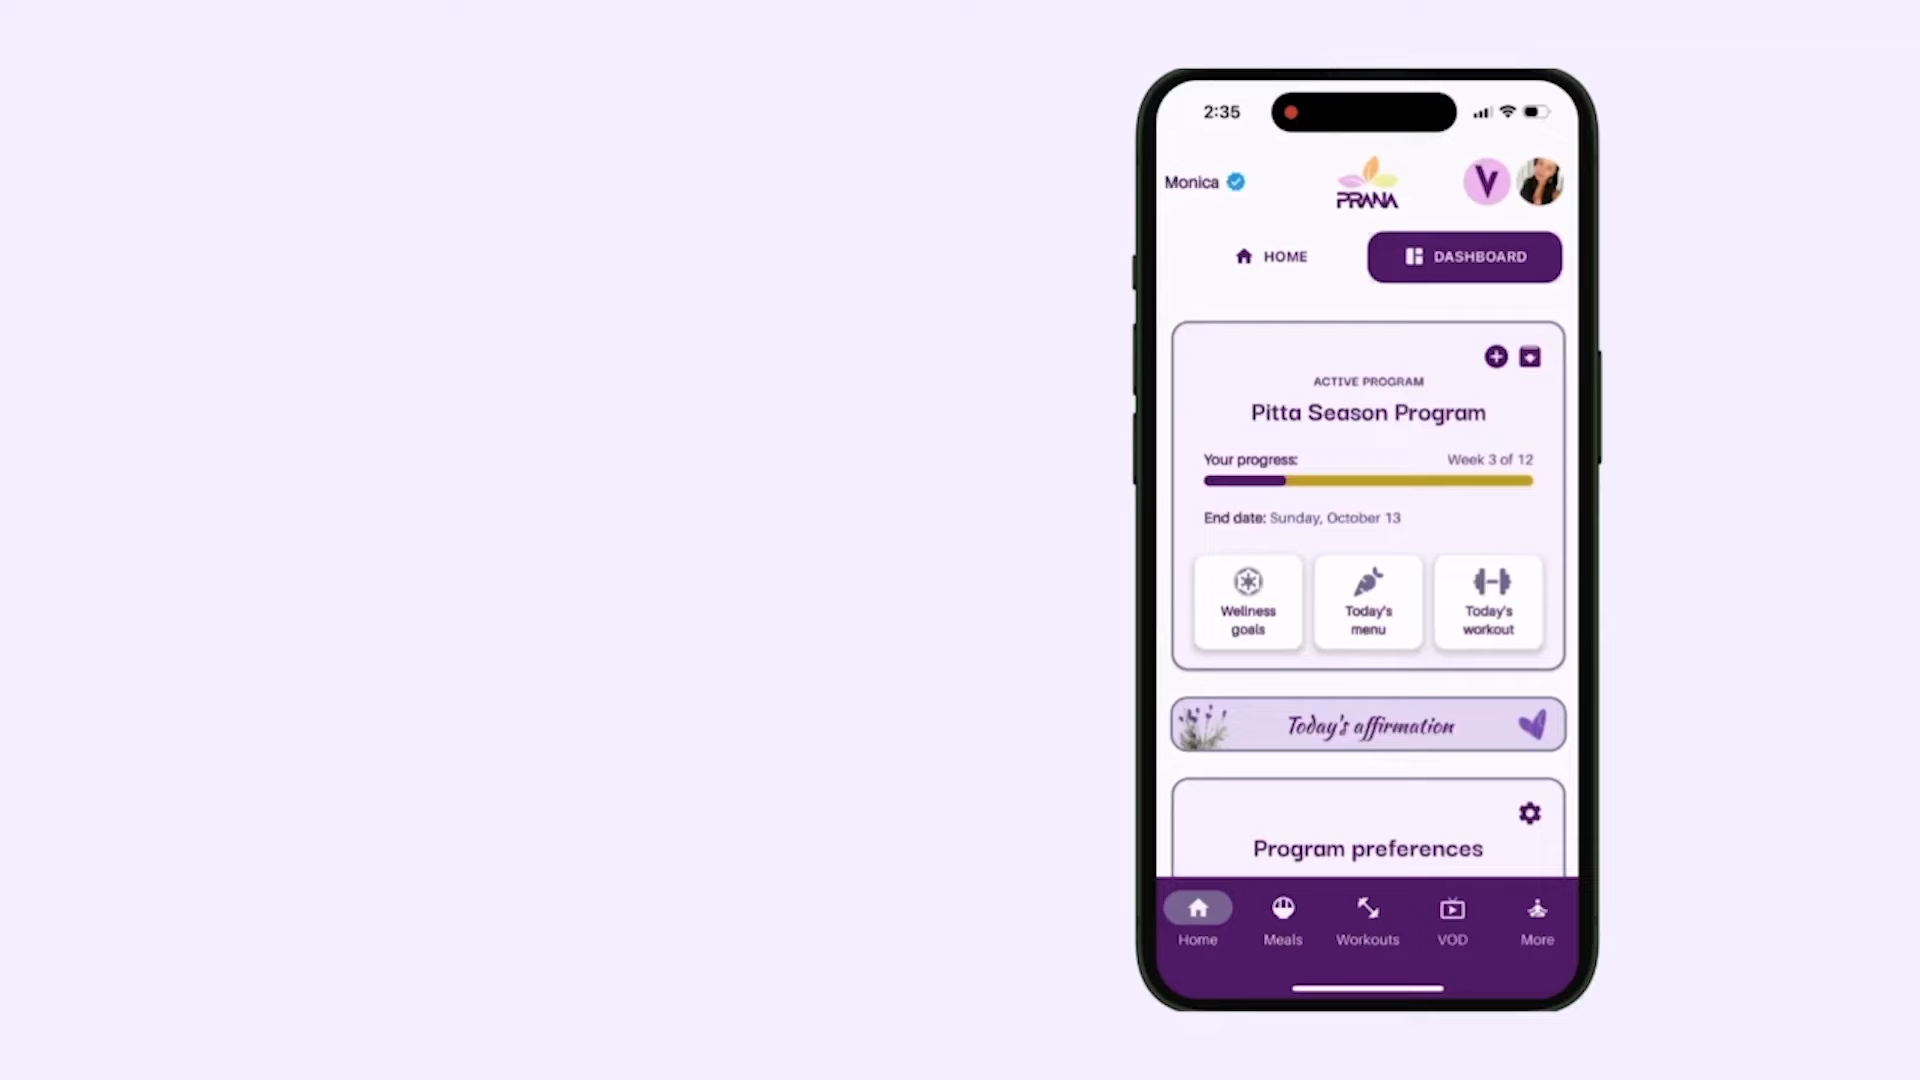 2:35
Monica
PRANA
V
HOME
DASHBOARD
ACTIVE PROGRAM
Pitta Season Program
Your progress:
Week 3 of 12
End date: Sunday, October 13
Wellness
goals
Today's
menu
Today's
workout
Today's affirmation
Program preferences
Home
Meals
Workouts
VOD
More